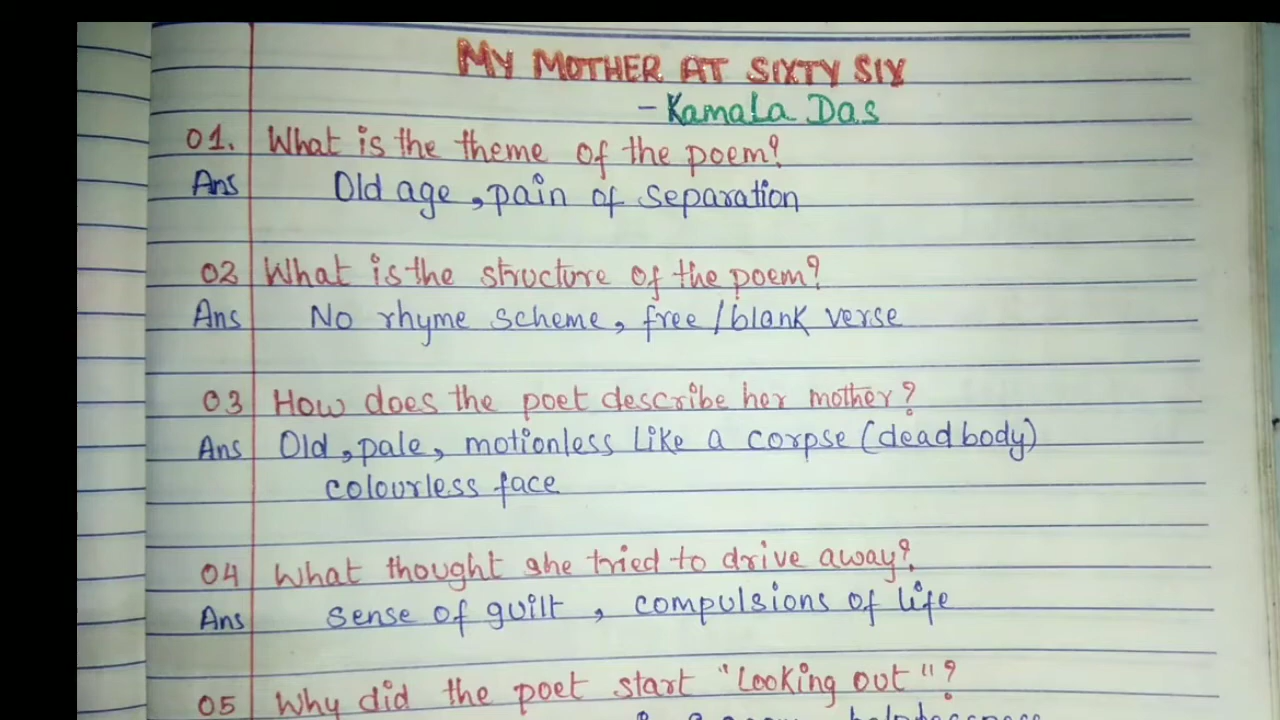 MY MOTHER AT SIXTY SIX
- Kamala Das
01. What is the theme of the poem?
Ans Old age, pain of separation
02 What is the structure of the poem?
Ans No rhyme scheme, free/blank verse
03 How does the poet describe her mother?
Ans Old, pale, motionless like a corpse (dead body)
colourless face
04 What thought she tried to drive away?
Ans Sense of guilt, compulsions of life
05 Why did the poet start "looking out"?